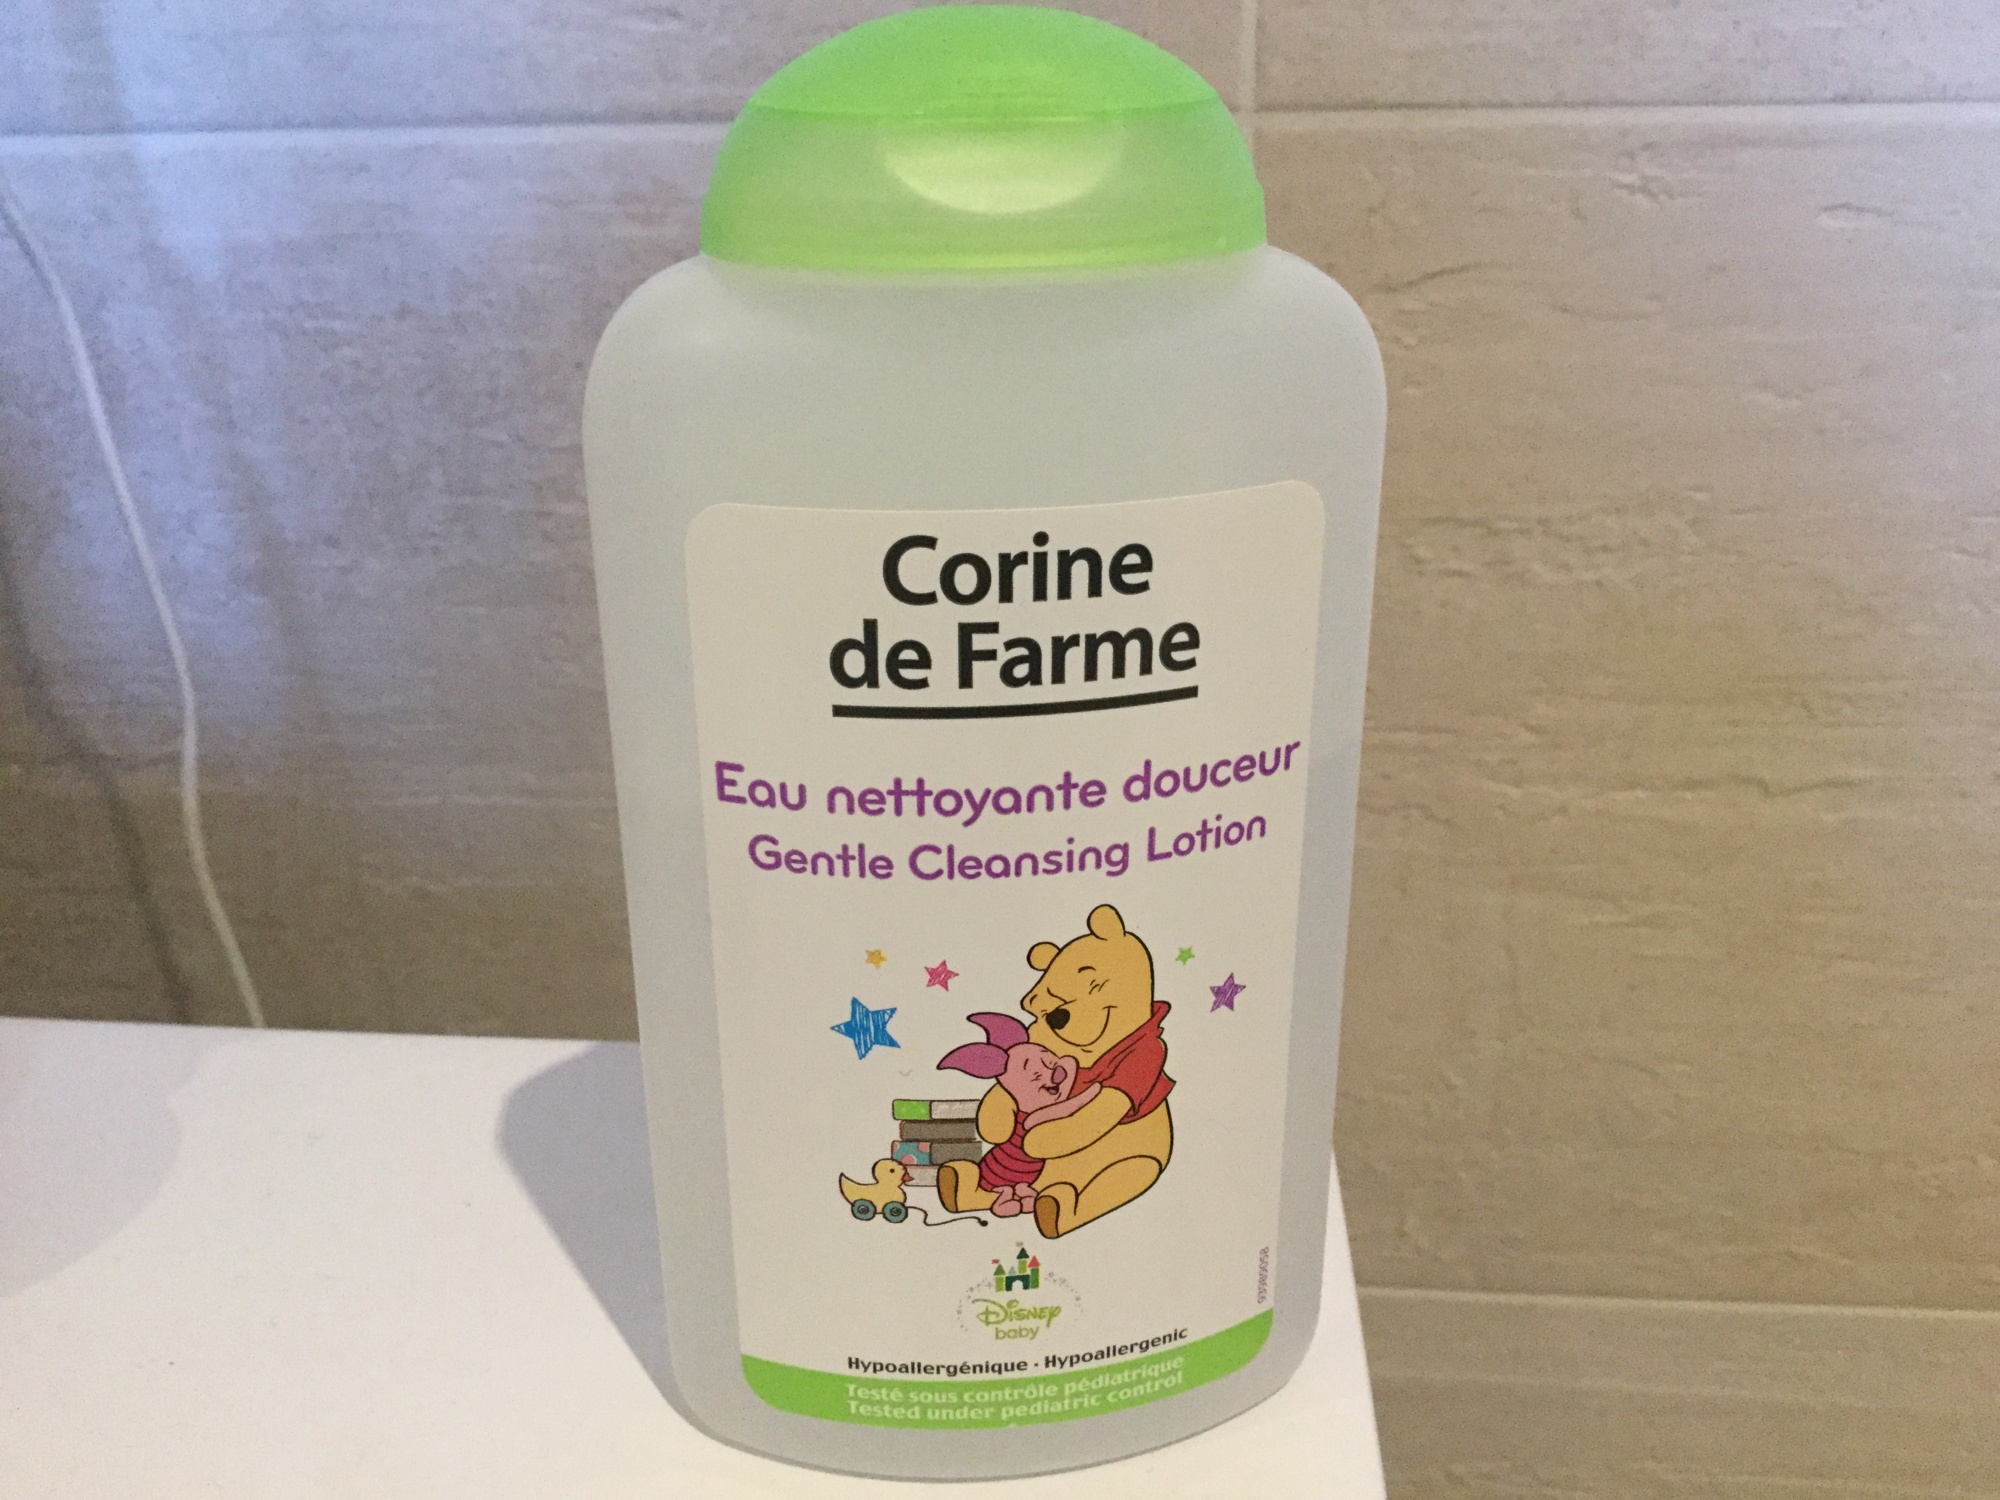 Corine
de Farme
Eau nettoyante douceur
Gentle Cleansing Lotion
Disney
baby
Hypoallergénique · Hypoallergenic
Testé sous contrôle pédiatrique
Tested under pediatric control